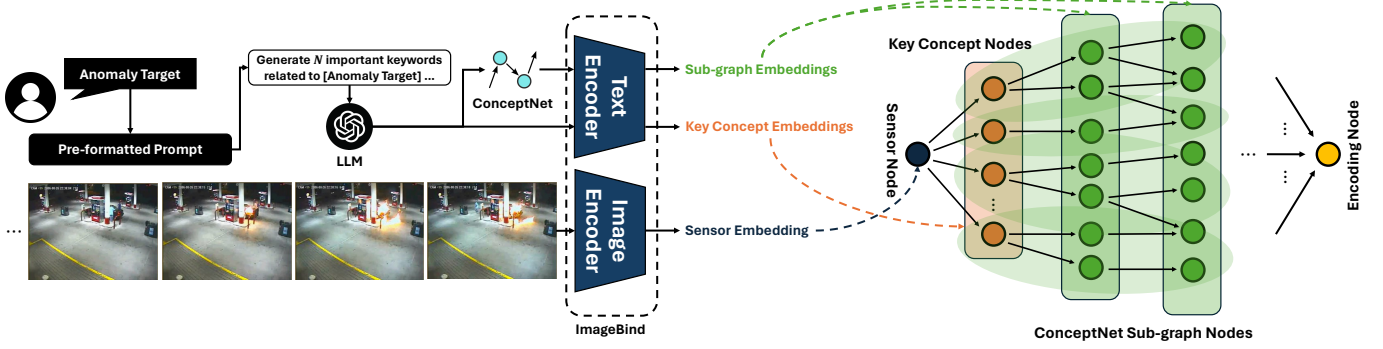 Anomaly Target
Pre-formatted Prompt
Generate N important keywords
related to [Anomaly Target] ...
LLM
ConceptNet
Text
Encoder
Image
Encoder
ImageBind
Sub-graph Embeddings
Key Concept Embeddings
Sensor Embedding
...
Key Concept Nodes
Sensor Node
...
ConceptNet Sub-graph Nodes
...
...
...
Encoding Node